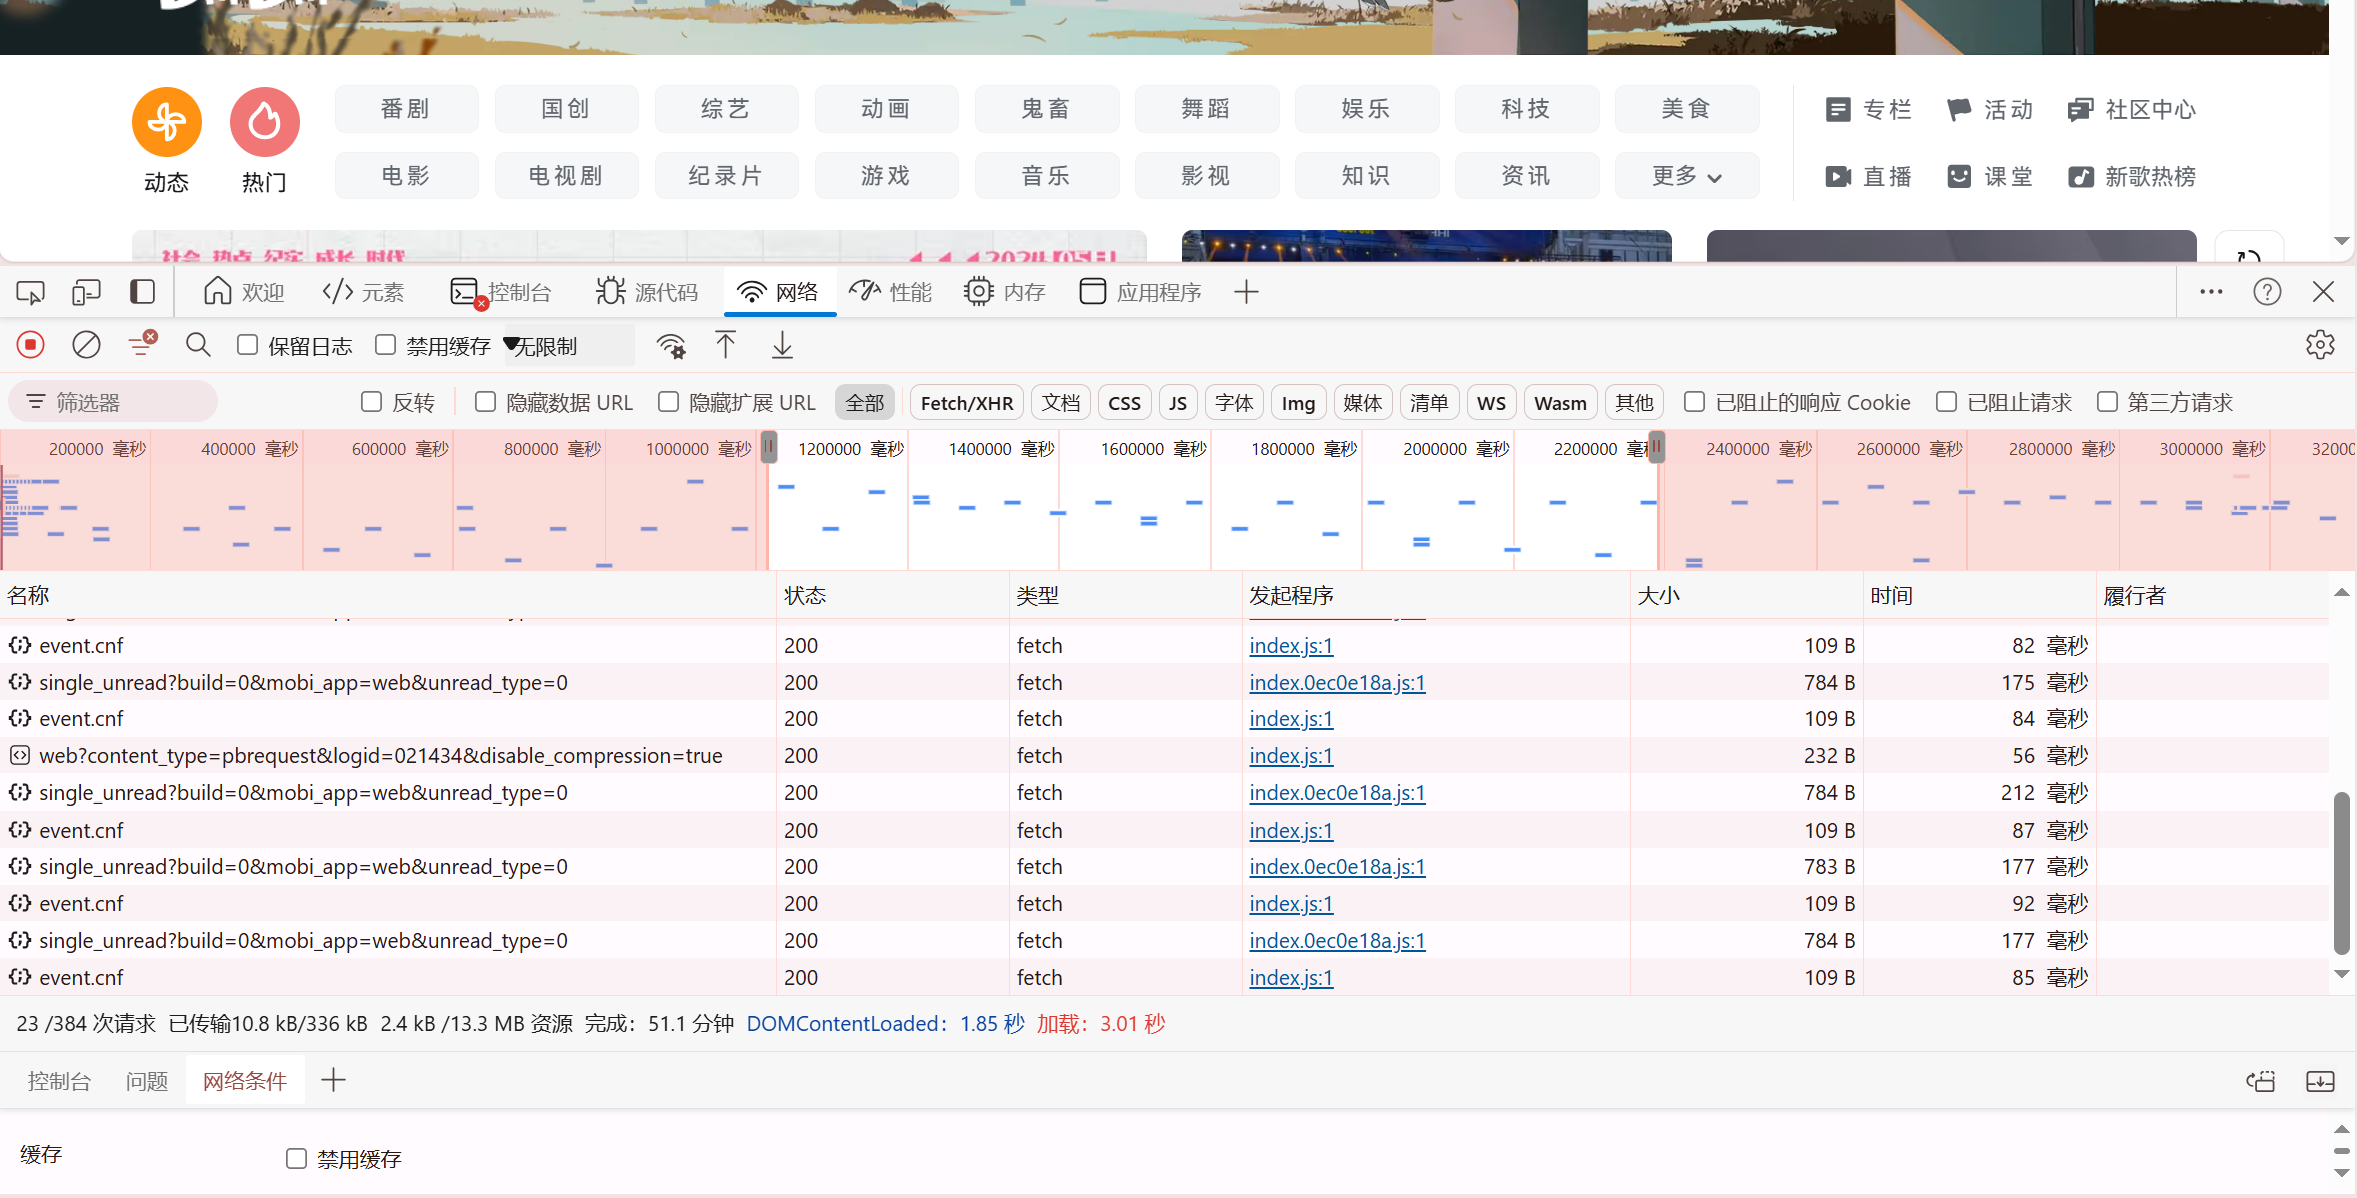 番剧 国创 综艺 动画 鬼畜 舞蹈 娱乐 科技 美食 专栏 活动 社区中心
动态 热门 电影 电视剧 纪录片 游戏 音乐 影视 知识 资讯 更多 直播 课堂 新歌热榜
欢迎 元素 控制台 源代码 网络 性能 内存 应用程序
保留日志 禁用缓存 无限制
筛选器 反转 隐藏数据 URL 隐藏扩展 URL 全部 Fetch/XHR 文档 CSS JS 字体 Img 媒体 清单 WS Wasm 其他 已阻止的响应 Cookie 已阻止请求 第三方请求
200000 毫秒 400000 毫秒 600000 毫秒 800000 毫秒 1000000 毫秒 1200000 毫秒 1400000 毫秒 1600000 毫秒 1800000 毫秒 2000000 毫秒 2200000 毫秒 2400000 毫秒 2600000 毫秒 2800000 毫秒 3000000 毫秒 32000
名称 状态 类型 发起程序 大小 时间 履行者
event.cnf 200 fetch index.js:1 109 B 82 毫秒
single_unread?build=0&mobi_app=web&unread_type=0 200 fetch index.0ec0e18a.js:1 784 B 175 毫秒
event.cnf 200 fetch index.js:1 109 B 84 毫秒
web?content_type=pbrequest&logid=021434&disable_compression=true 200 fetch index.js:1 232 B 56 毫秒
single_unread?build=0&mobi_app=web&unread_type=0 200 fetch index.0ec0e18a.js:1 784 B 212 毫秒
event.cnf 200 fetch index.js:1 109 B 87 毫秒
single_unread?build=0&mobi_app=web&unread_type=0 200 fetch index.0ec0e18a.js:1 783 B 177 毫秒
event.cnf 200 fetch index.js:1 109 B 92 毫秒
single_unread?build=0&mobi_app=web&unread_type=0 200 fetch index.0ec0e18a.js:1 784 B 177 毫秒
event.cnf 200 fetch index.js:1 109 B 85 毫秒
23 /384 次请求 已传输10.8 kB/336 kB 2.4 kB /13.3 MB 资源 完成：51.1 分钟 DOMContentLoaded：1.85 秒 加载：3.01 秒
控制台 问题 网络条件
缓存 禁用缓存